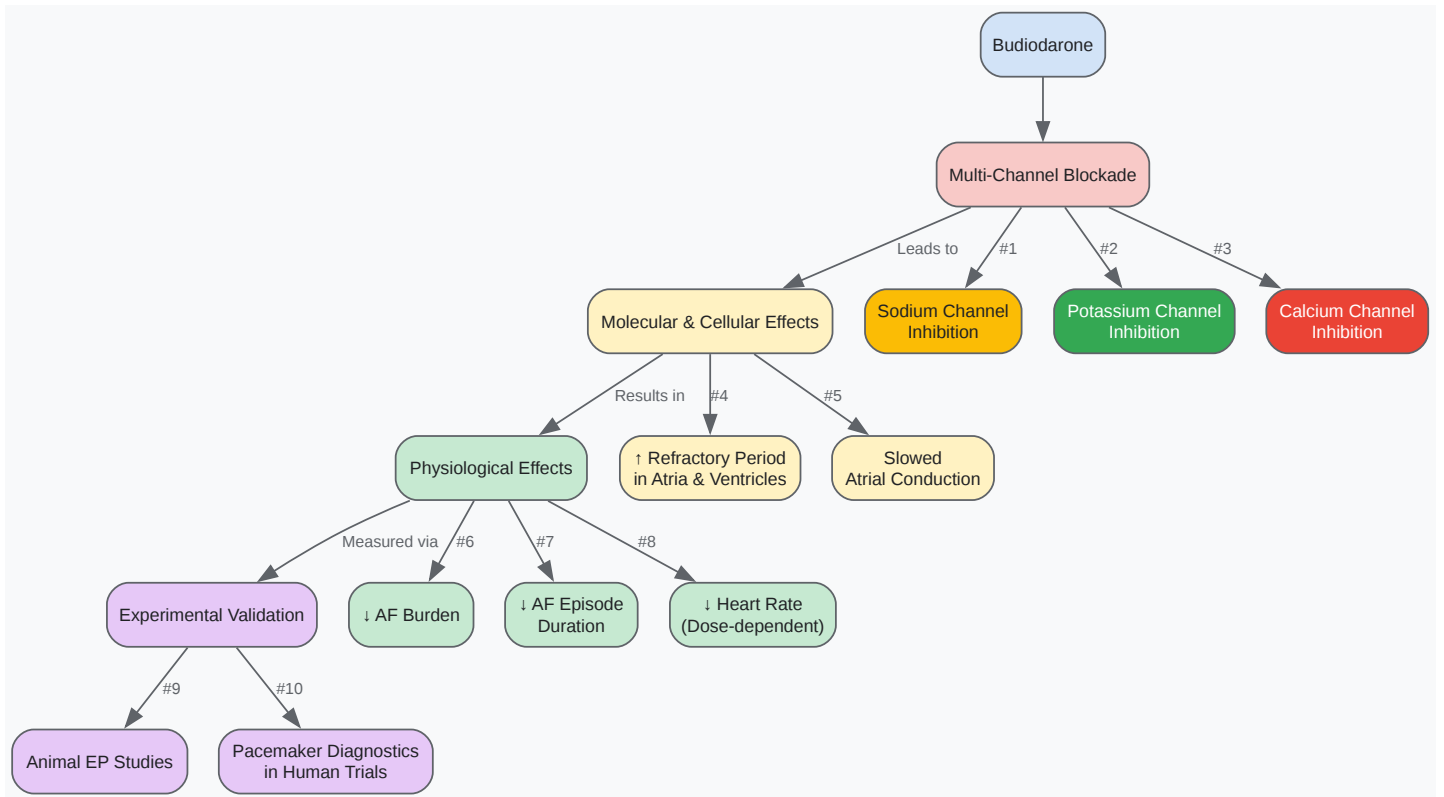 Budiodarone
Multi-Channel Blockade
Leads to
#1
#2
#3
Molecular & Cellular Effects
Sodium Channel
Inhibition
Potassium Channel
Inhibition
Calcium Channel
Inhibition
Results in
#4
#5
Physiological Effects
↑ Refractory Period
in Atria & Ventricles
Slowed
Atrial Conduction
Measured via
#6
#7
#8
Experimental Validation
↓ AF Burden
↓ AF Episode
Duration
↓ Heart Rate
(Dose-dependent)
#9
#10
Animal EP Studies
Pacemaker Diagnostics
in Human Trials